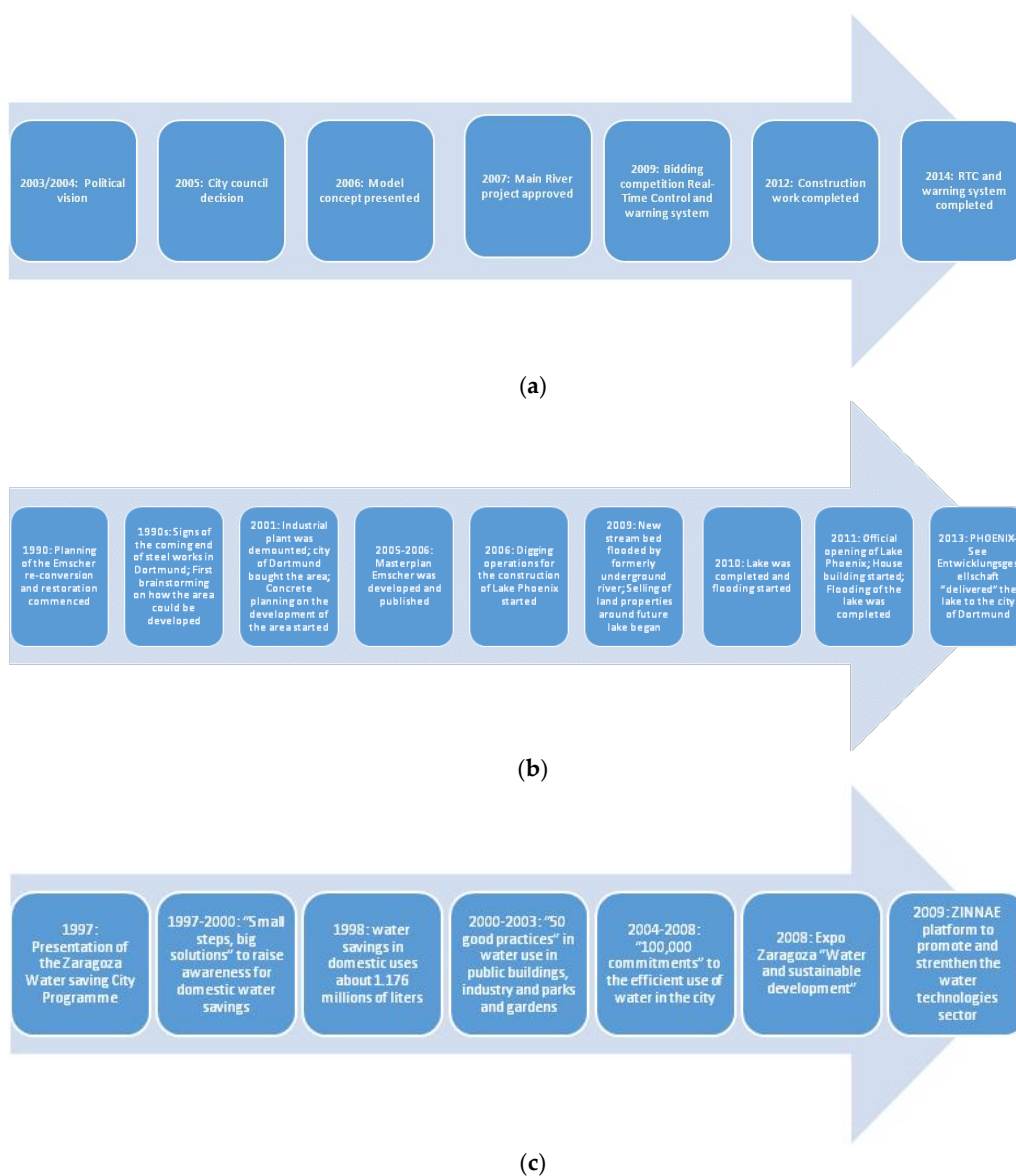 2003/2004: Political
vision
2005: City council
decision
2006: Model
concept presented
2007: Main River
project approved
2009: Bidding
competition Real-
Time Control and
warning system
2012: Construction
work completed
2014: RTC and
warning system
completed
(a)
1990: Planning
of the Emscher
re-conversion
and restoration
commenced
1990s: Signs of
the coming end
of steel works in
Dortmund; First
brainstorming
on how the area
could be
developed
2001: Industrial
plant was
demounted; city
of Dortmund
bought the area;
Concrete
planning on the
development of
the area started
2005-2006:
Masterplan
Emscher was
developed and
published
2006: Digging
operations for
the construction
of Lake Phoenix
started
2009: New
stream bed
flooded by
formerly
underground
river; Selling of
land properties
around future
lake began
2010: Lake was
completed and
flooding started
2011: Official
opening of Lake
Phoenix; House
building started;
Flooding of the
lake was
completed
2013: PHOENIX-
See
Entwicklungsges
ellschaft
"delivered" the
lake to the city
of Dortmund
(b)
1997:
Presentation of
the Zaragoza
Water saving City
Programme
1997-2000: "Small
steps, big
solutions" to raise
awareness for
domestic water
savings
1998: water
savings in
domestic uses
about 1.176
millions of liters
2000-2003: "50
good practices" in
water use in
public buildings,
industry and parks
and gardens
2004-2008:
"100,000
commitments" to
the efficient use of
water in the city
2008: Expo
Zaragoza "Water
and sustainable
development"
2009: ZINNAE
platform to
promote and
strenthen the
water
technologies
sector
(c)